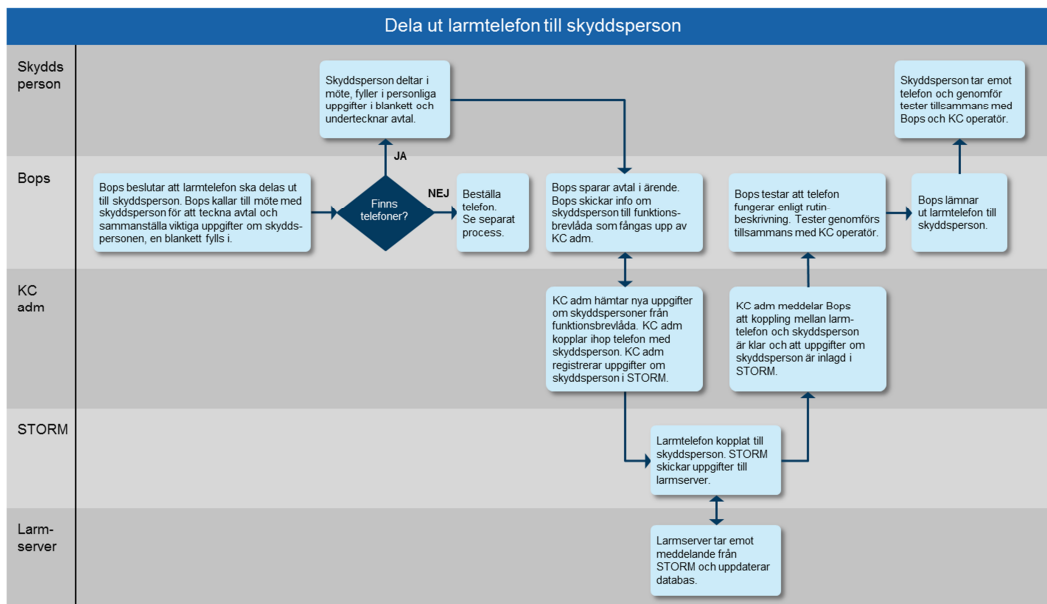 Dela ut larmtelefon till skyddsperson
Skydds
person
Skyddsperson deltar i
möte, fyller i personliga
uppgifter i blankett och
undertecknar avtal.
Skyddsperson tar emot
telefon och genomför
tester tillsammans med
Bops och KC operatör.
JA
Bops
Bops beslutar att larmtelefon ska delas ut
till skyddsperson. Bops kallar till möte med
skyddsperson för att teckna avtal och
sammanställa viktiga uppgifter om skydds-
personen, en blankett fylls i.
Finns
telefoner?
NEJ
Beställa
telefon.
Se separat
process.
Bops sparar avtal i ärende.
Bops skickar info om
skyddsperson till funktions-
brevlåda som fångas upp av
KC adm.
Bops testar att telefon
fungerar enligt rutin-
beskrivning. Tester genomförs
tillsammans med KC operatör.
Bops lämnar
ut larmtelefon till
skyddsperson.
KC
adm
KC adm hämtar nya uppgifter
om skyddspersoner från
funktionsbrevlåda. KC adm
kopplar ihop telefon med
skyddsperson. KC adm
registrerar uppgifter om
skyddsperson i STORM.
KC adm meddelar Bops
att koppling mellan larm-
telefon och skyddsperson
är klar och att uppgifter om
skyddsperson är inlagd i
STORM.
STORM
Larmtelefon kopplat till
skyddsperson. STORM
skickar uppgifter till
larmserver.
Larm-
server
Larmserver tar emot
meddelande från
STORM och uppdaterar
databas.